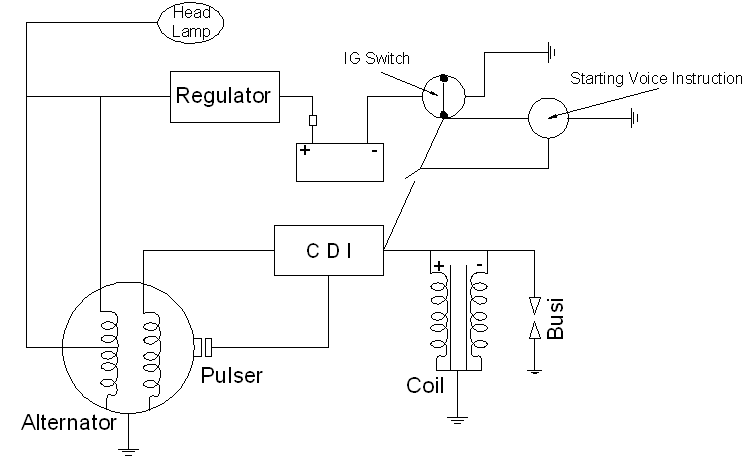 Head
Lamp
IG Switch
Starting Voice Instruction
Regulator
+ -
C D I
+ -
Busi
Pulser
Coil
Alternator